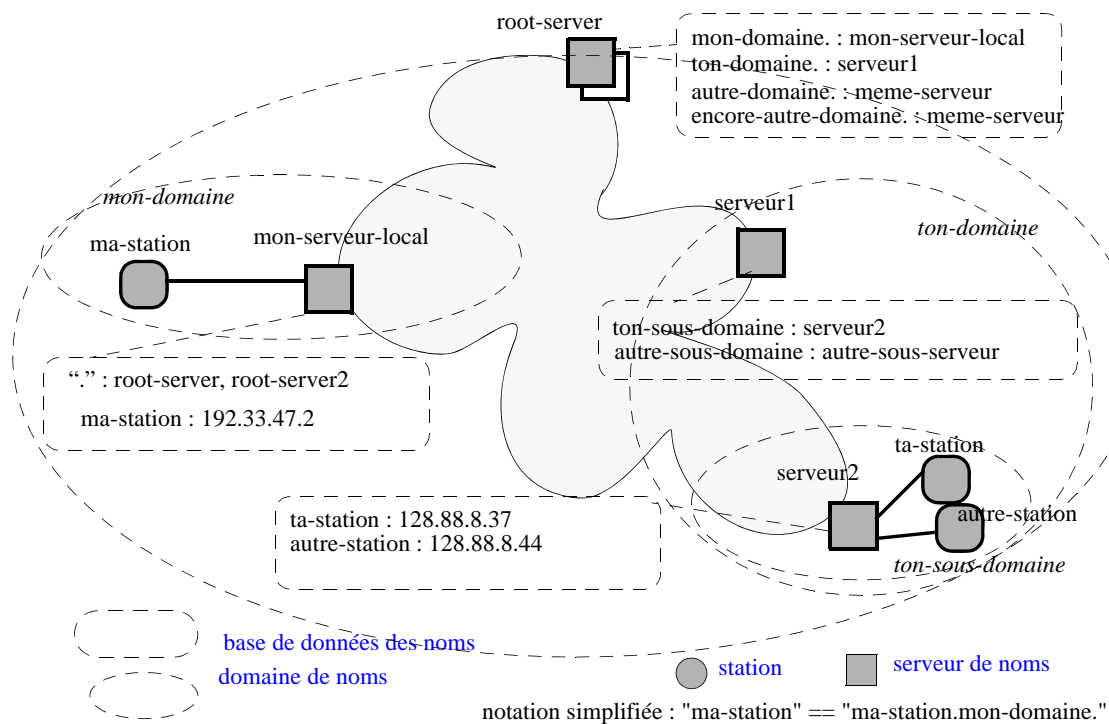 root-server
mon-domaine. : mon-serveur-local
ton-domaine. : serveur1
autre-domaine. : meme-serveur
encore-autre-domaine. : meme-serveur
mon-domaine
serveur1
ton-domaine
ma-station
mon-serveur-local
ton-sous-domaine : serveur2
autre-sous-domaine : autre-sous-serveur
“.” : root-server, root-server2
ma-station : 192.33.47.2
ta-station
serveur2
autre-station
ta-station : 128.88.8.37
autre-station : 128.88.8.44
ton-sous-domaine
base de données des noms
domaine de noms
station
serveur de noms
notation simplifiée : "ma-station" == "ma-station.mon-domaine."